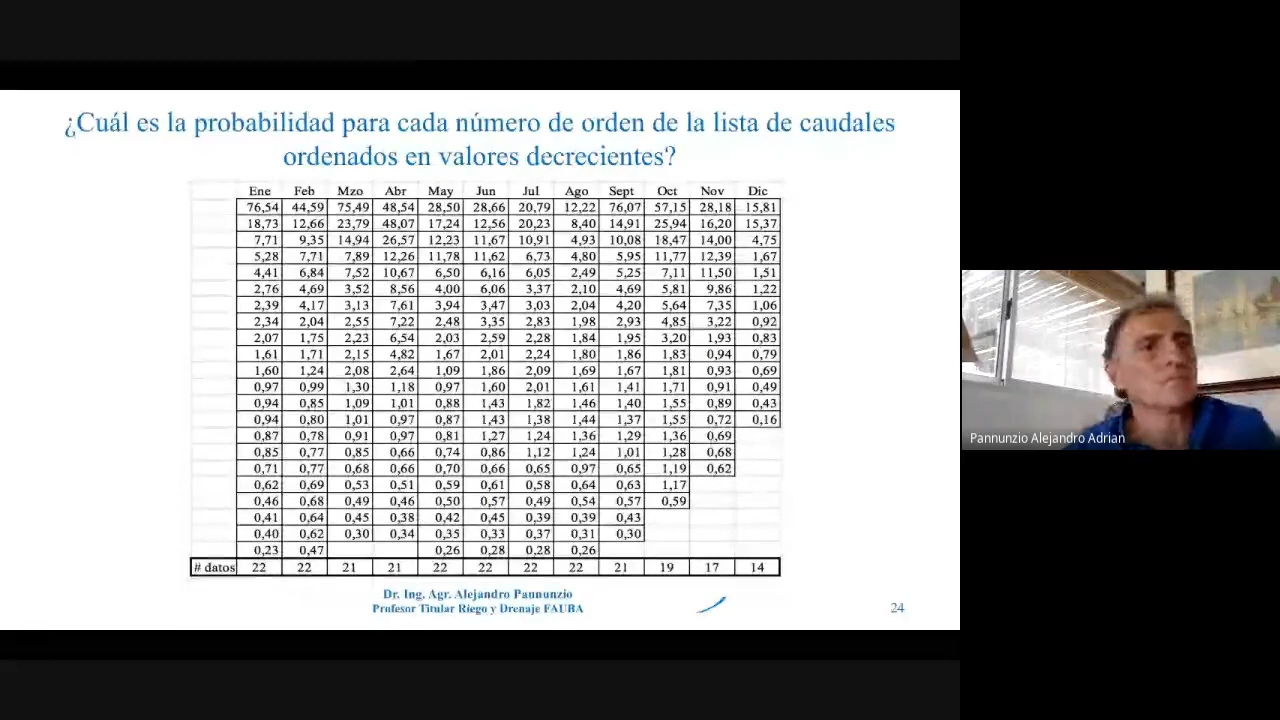 ¿Cuál es la probabilidad para cada número de orden de la lista de caudales
ordenados en valores decrecientes?
Ene Feb Mzo Abr May Jun Jul Ago Sept Oct Nov Dic
76,54 44,59 75,49 48,54 28,50 28,66 20,79 12,22 76,07 57,15 28,18 15,81
18,73 12,66 23,79 48,07 17,24 12,56 20,23 8,40 14,91 25,94 16,20 15,37
7,71 9,35 14,94 26,57 12,23 11,67 10,91 4,93 10,08 18,47 14,00 4,75
5,28 7,71 7,89 12,26 11,78 11,62 6,73 4,80 5,95 11,77 12,39 1,67
4,41 6,84 7,52 10,67 6,50 6,16 6,05 2,49 5,25 7,11 11,50 1,51
2,76 4,69 3,52 8,56 4,00 6,06 3,37 2,10 4,69 5,81 9,86 1,22
2,39 4,17 3,13 7,61 3,94 3,47 3,03 2,04 4,20 5,64 7,35 1,06
2,34 2,04 2,55 7,22 2,48 3,35 2,83 1,98 2,93 4,85 3,22 0,92
2,07 1,75 2,23 6,54 2,03 2,59 2,28 1,84 1,95 3,20 1,93 0,83
1,61 1,71 2,15 4,82 1,67 2,01 2,24 1,80 1,86 1,83 0,94 0,79
1,60 1,24 2,08 2,64 1,09 1,86 2,09 1,69 1,67 1,81 0,93 0,69
0,97 0,99 1,30 1,18 0,97 1,60 2,01 1,61 1,41 1,71 0,91 0,49
0,94 0,85 1,09 1,01 0,88 1,43 1,82 1,46 1,40 1,55 0,89 0,43
0,94 0,80 1,01 0,97 0,87 1,43 1,38 1,44 1,37 1,55 0,72 0,16
0,87 0,78 0,91 0,97 0,81 1,27 1,24 1,36 1,29 1,36 0,69
0,85 0,77 0,85 0,66 0,74 0,86 1,12 1,24 1,01 1,28 0,68
0,71 0,77 0,68 0,66 0,70 0,66 0,65 0,97 0,65 1,19 0,62
0,62 0,69 0,53 0,51 0,59 0,61 0,58 0,64 0,63 1,17
0,46 0,68 0,49 0,46 0,50 0,57 0,49 0,54 0,57 0,59
0,41 0,64 0,45 0,38 0,42 0,45 0,39 0,39 0,43
0,40 0,62 0,30 0,34 0,35 0,33 0,37 0,31 0,30
0,23 0,47 0,26 0,28 0,28 0,26
# datos 22 22 21 21 22 22 22 22 21 19 17 14
Dr. Ing. Agr. Alejandro Pannunzio
Profesor Titular Riego y Drenaje FAUBA
24
Pannunzio Alejandro Adrian